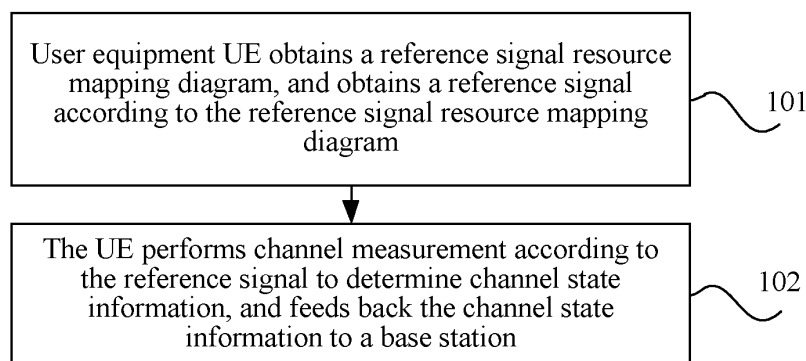 User equipment UE obtains a reference signal resource
mapping diagram, and obtains a reference signal
according to the reference signal resource mapping
diagram
101
The UE performs channel measurement according to
the reference signal to determine channel state
information, and feeds back the channel state
information to a base station
102